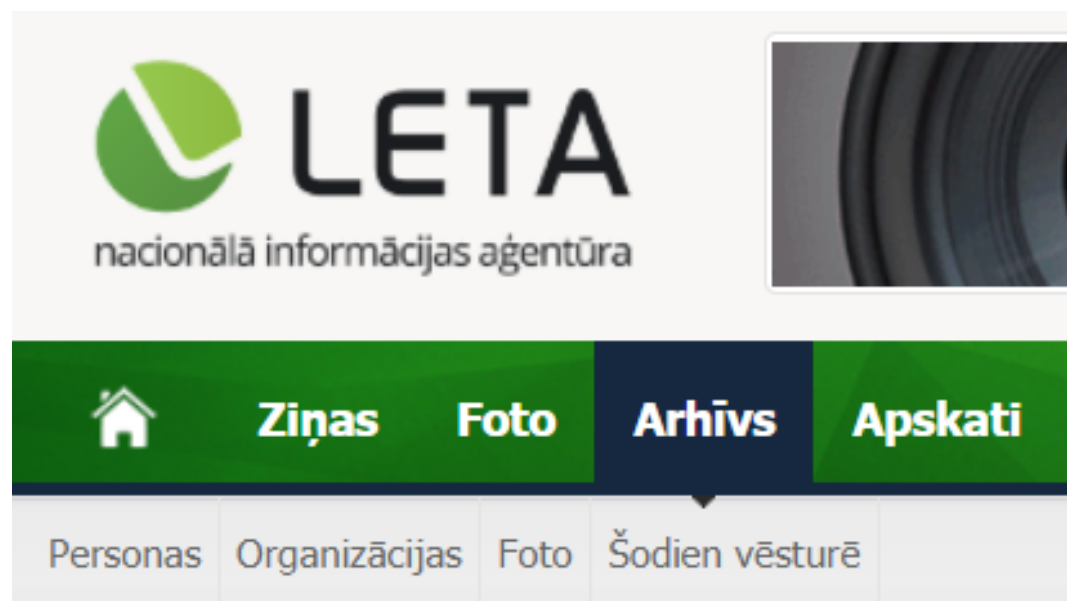 LETA
nacionālā informācijas aģentūra
Ziņas Foto Arhīvs Apskati
Personas Organizācijas Foto Šodien vēsturē